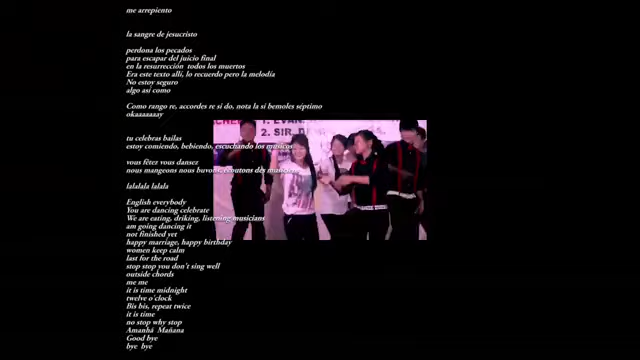 me arrepiento
la sangre de jesucristo
perdona los pecados
para escapar del juicio final
en la resurrección todos los muertos
Era este texto allí, lo recuerdo pero la melodía
No estoy seguro
algo asi como
Como rango re, accordes re si do, nota la si bemoles séptimo
okaaaaaaay
1. EVAN
2. SIR. D
tu celebras bailas
estoy comiendo, bebiendo, escuchando los musicos
vous fêtez vous dansez
nous mangeons nous buvons, écoutons des musiciens
lalalala lalala
English everybody
You are dancing celebrate
We are eating, driking, listening musicians
am going dancing it
not finished yet
happy marriage, happy birthday
women keep calm
last for the road
stop stop you don't sing well
outside chords
me me
it is time midnight
twelve o'clock
Bis bis, repeat twice
it is time
no stop why stop
Amanhá Mañana
Good bye
bye bye